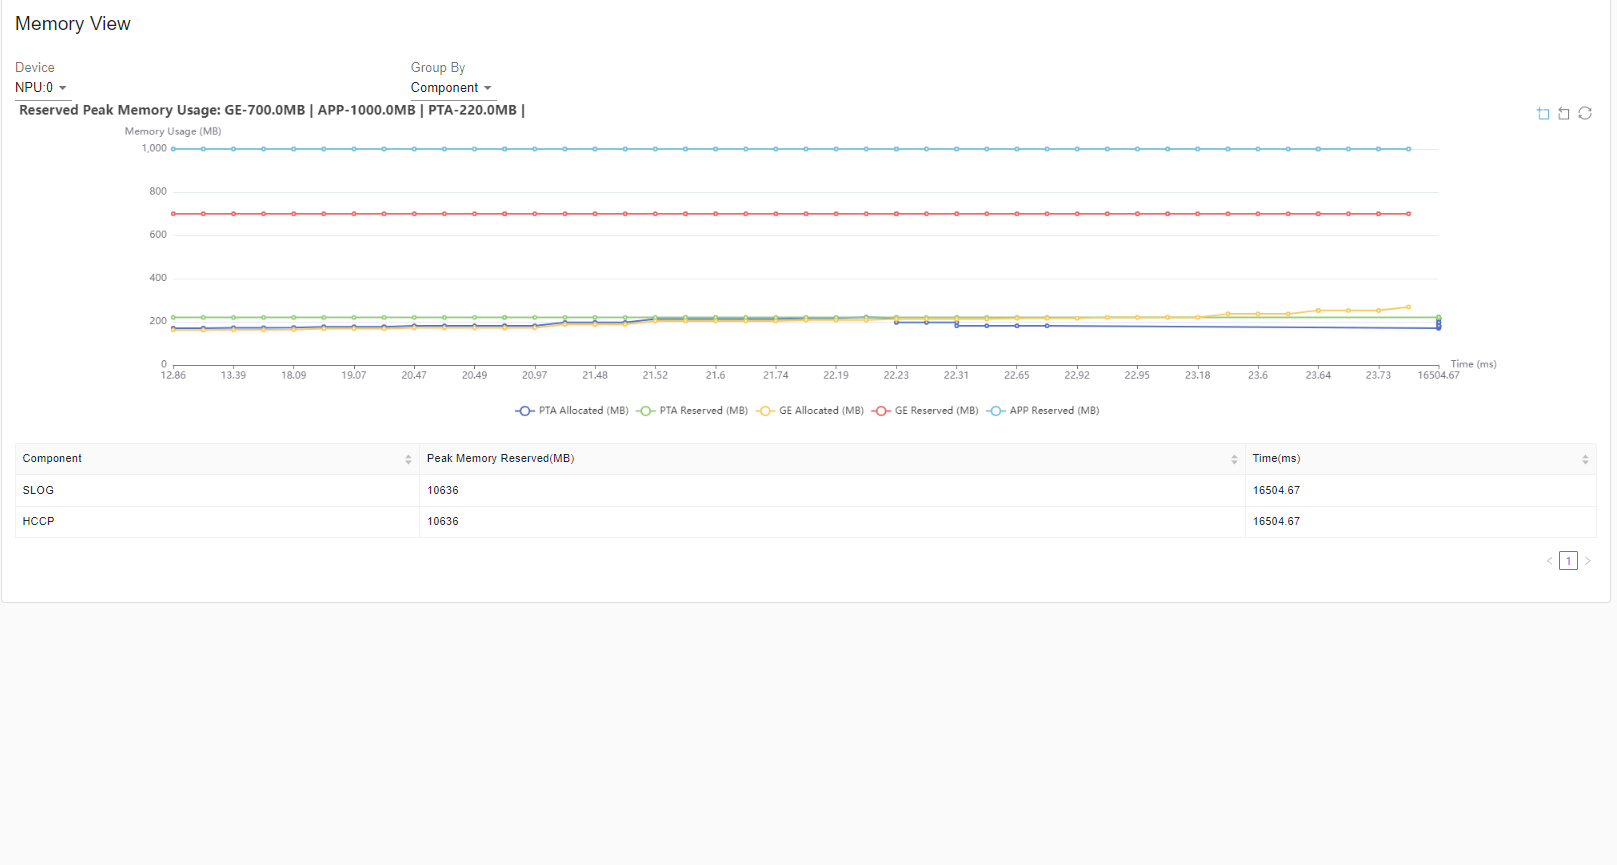 Memory View
Device
Group By
NPU:0
Component
Reserved Peak Memory Usage: GE-700.0MB | APP-1000.0MB | PTA-220.0MB |
Memory Usage (MB)
1,000
800
600
400
200
0
Time (ms)
12.86 13.39 18.09 19.07 20.47 20.49 20.97 21.48 21.52 21.6 21.74 22.19 22.23 22.31 22.65 22.92 22.95 23.18 23.6 23.64 23.73 16504.67
PTA Allocated (MB) PTA Reserved (MB) GE Allocated (MB) GE Reserved (MB) APP Reserved (MB)
Component Peak Memory Reserved(MB) Time(ms)
SLOG 10636 16504.67
HCCP 10636 16504.67
< 1 >